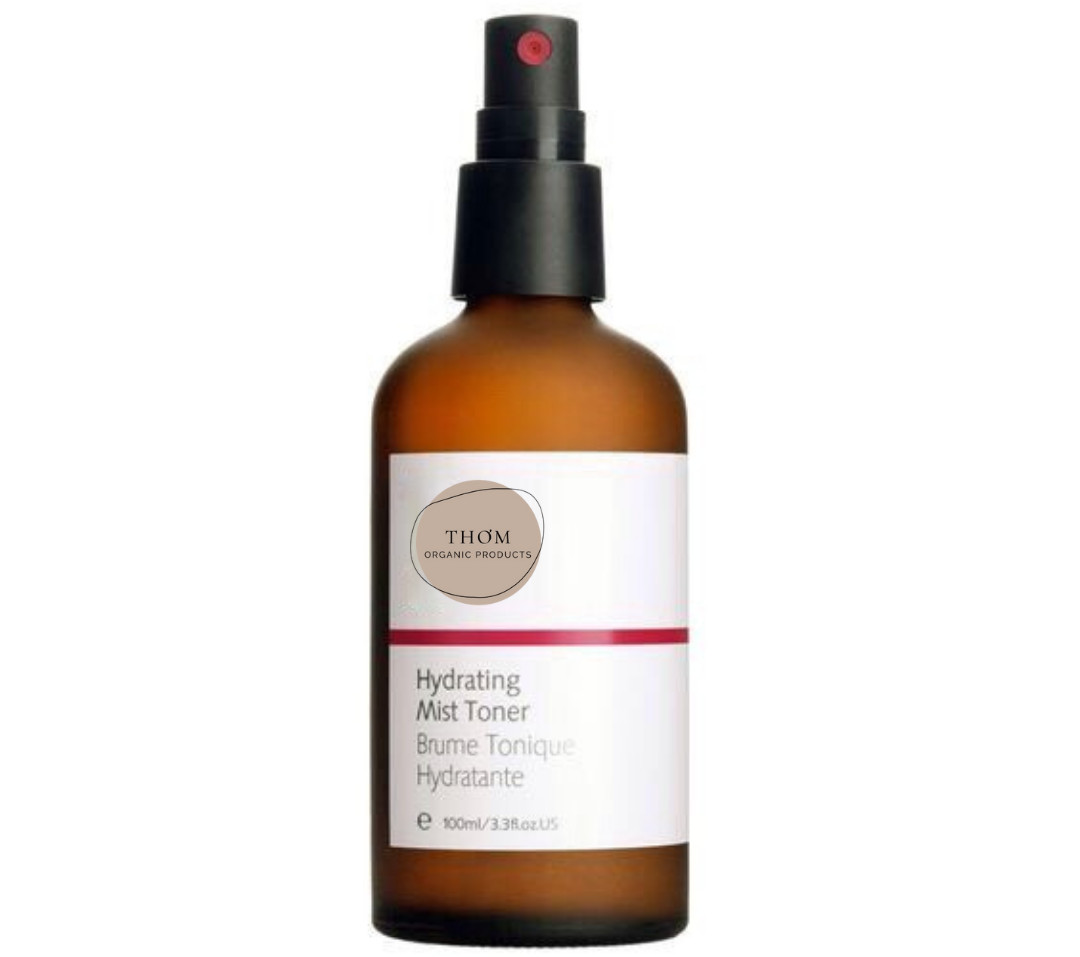 THƠM
ORGANIC PRODUCTS
Hydrating
Mist Toner
Brume Tonique
Hydratante
℮ 100ml/3.3fl.oz.US